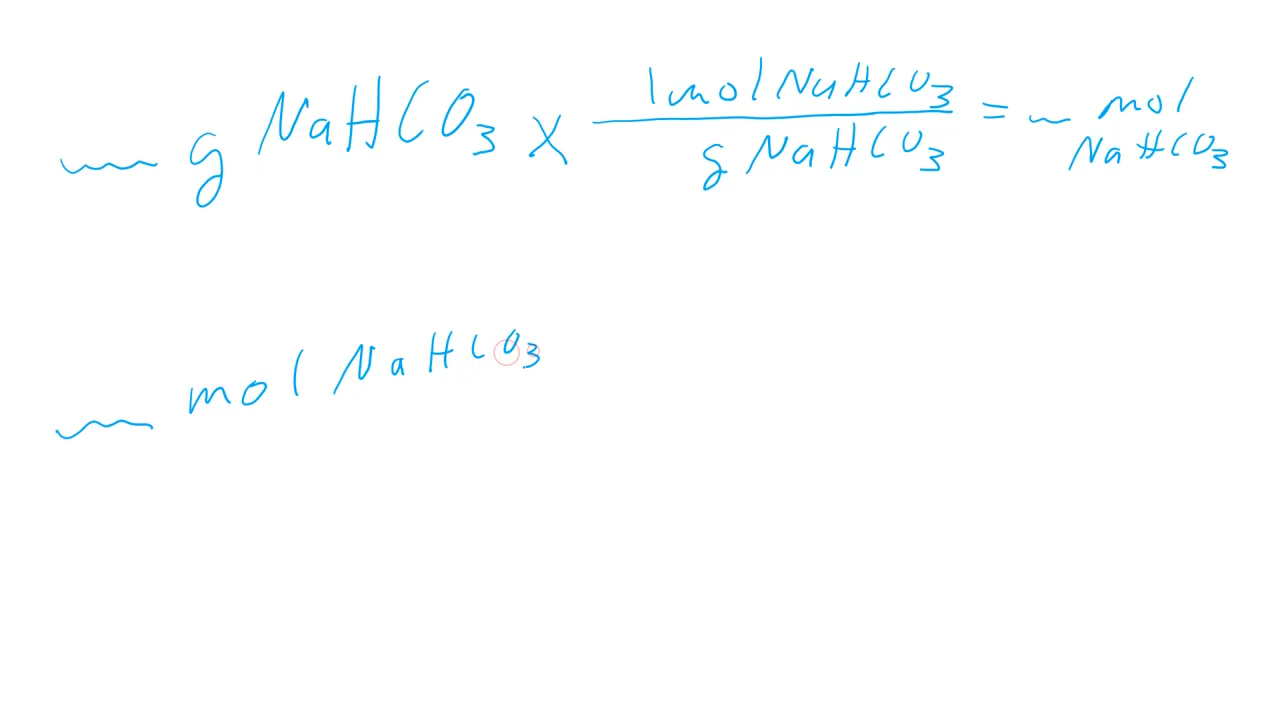 ~ g NaHCO₃ x 1 mol NaHCO₃ / g NaHCO₃ = ~ mol NaHCO₃
~ mol NaHCO₃